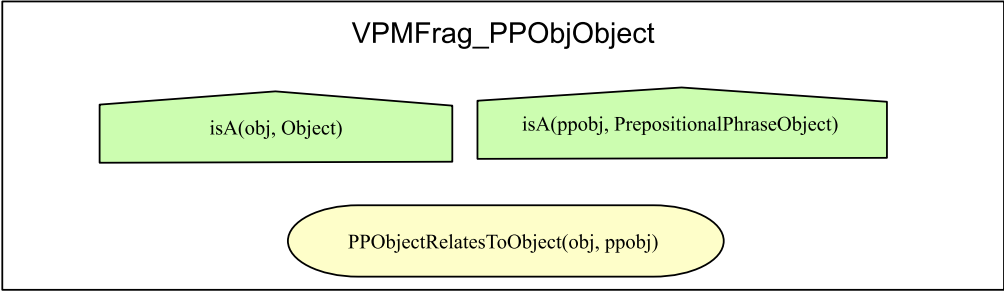 VPMFrag_PPObjObject
isA(obj, Object)
isA(ppobj, PrepositionalPhraseObject)
PPObjectRelatesToObject(obj, ppobj)